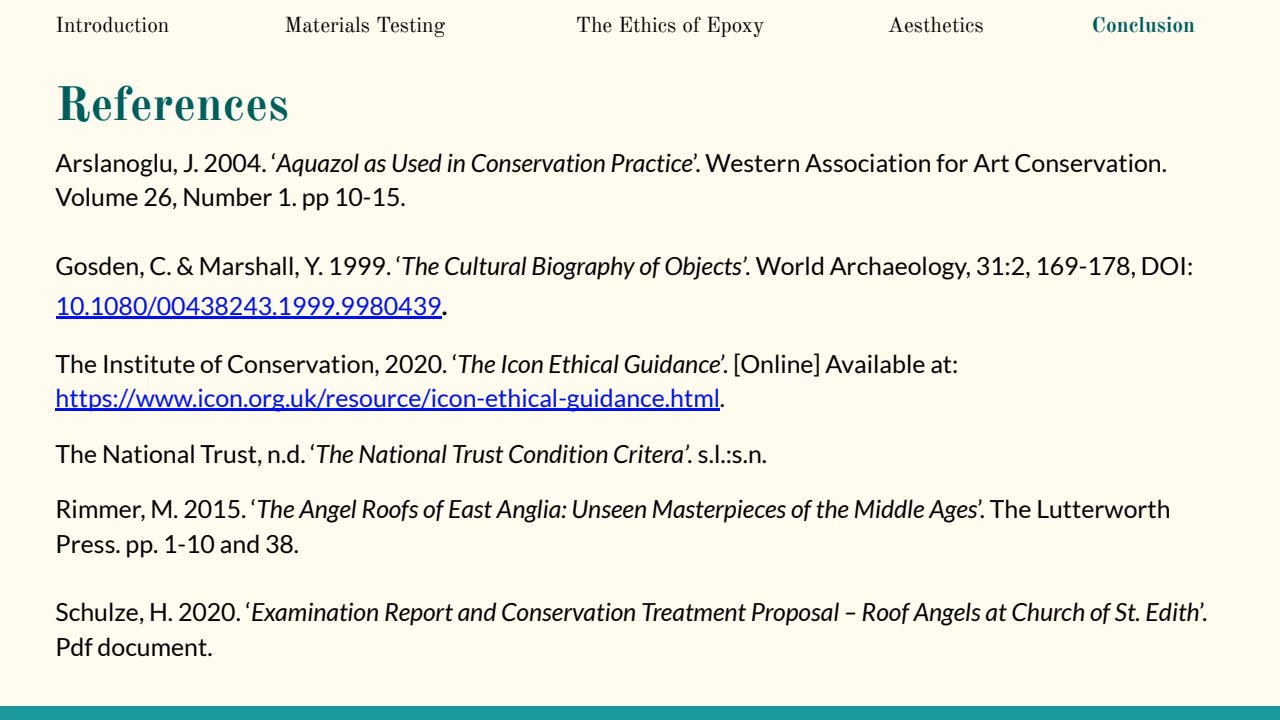 Introduction Materials Testing The Ethics of Epoxy Aesthetics Conclusion
References
Arslanoglu, J. 2004. ‘Aquazol as Used in Conservation Practice’. Western Association for Art Conservation.
Volume 26, Number 1. pp 10-15.
Gosden, C. & Marshall, Y. 1999. ‘The Cultural Biography of Objects’. World Archaeology, 31:2, 169-178, DOI:
10.1080/00438243.1999.9980439.
The Institute of Conservation, 2020. ‘The Icon Ethical Guidance’. [Online] Available at:
https://www.icon.org.uk/resource/icon-ethical-guidance.html.
The National Trust, n.d. ‘The National Trust Condition Critera’. s.l.:s.n.
Rimmer, M. 2015. ‘The Angel Roofs of East Anglia: Unseen Masterpieces of the Middle Ages’. The Lutterworth
Press. pp. 1-10 and 38.
Schulze, H. 2020. ‘Examination Report and Conservation Treatment Proposal – Roof Angels at Church of St. Edith’.
Pdf document.